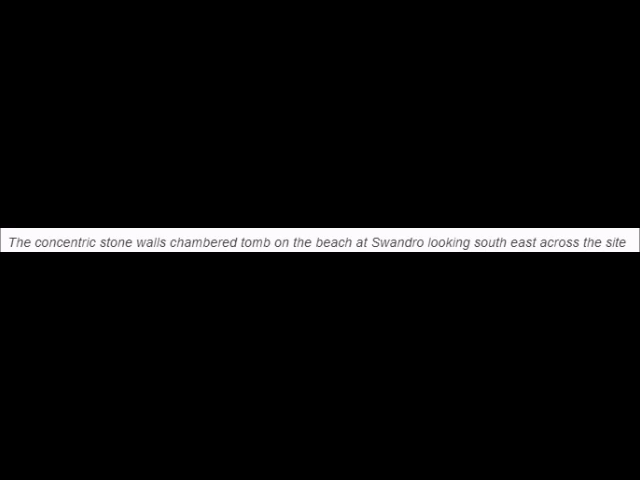 The concentric stone walls chambered tomb on the beach at Swandro looking south east across the site